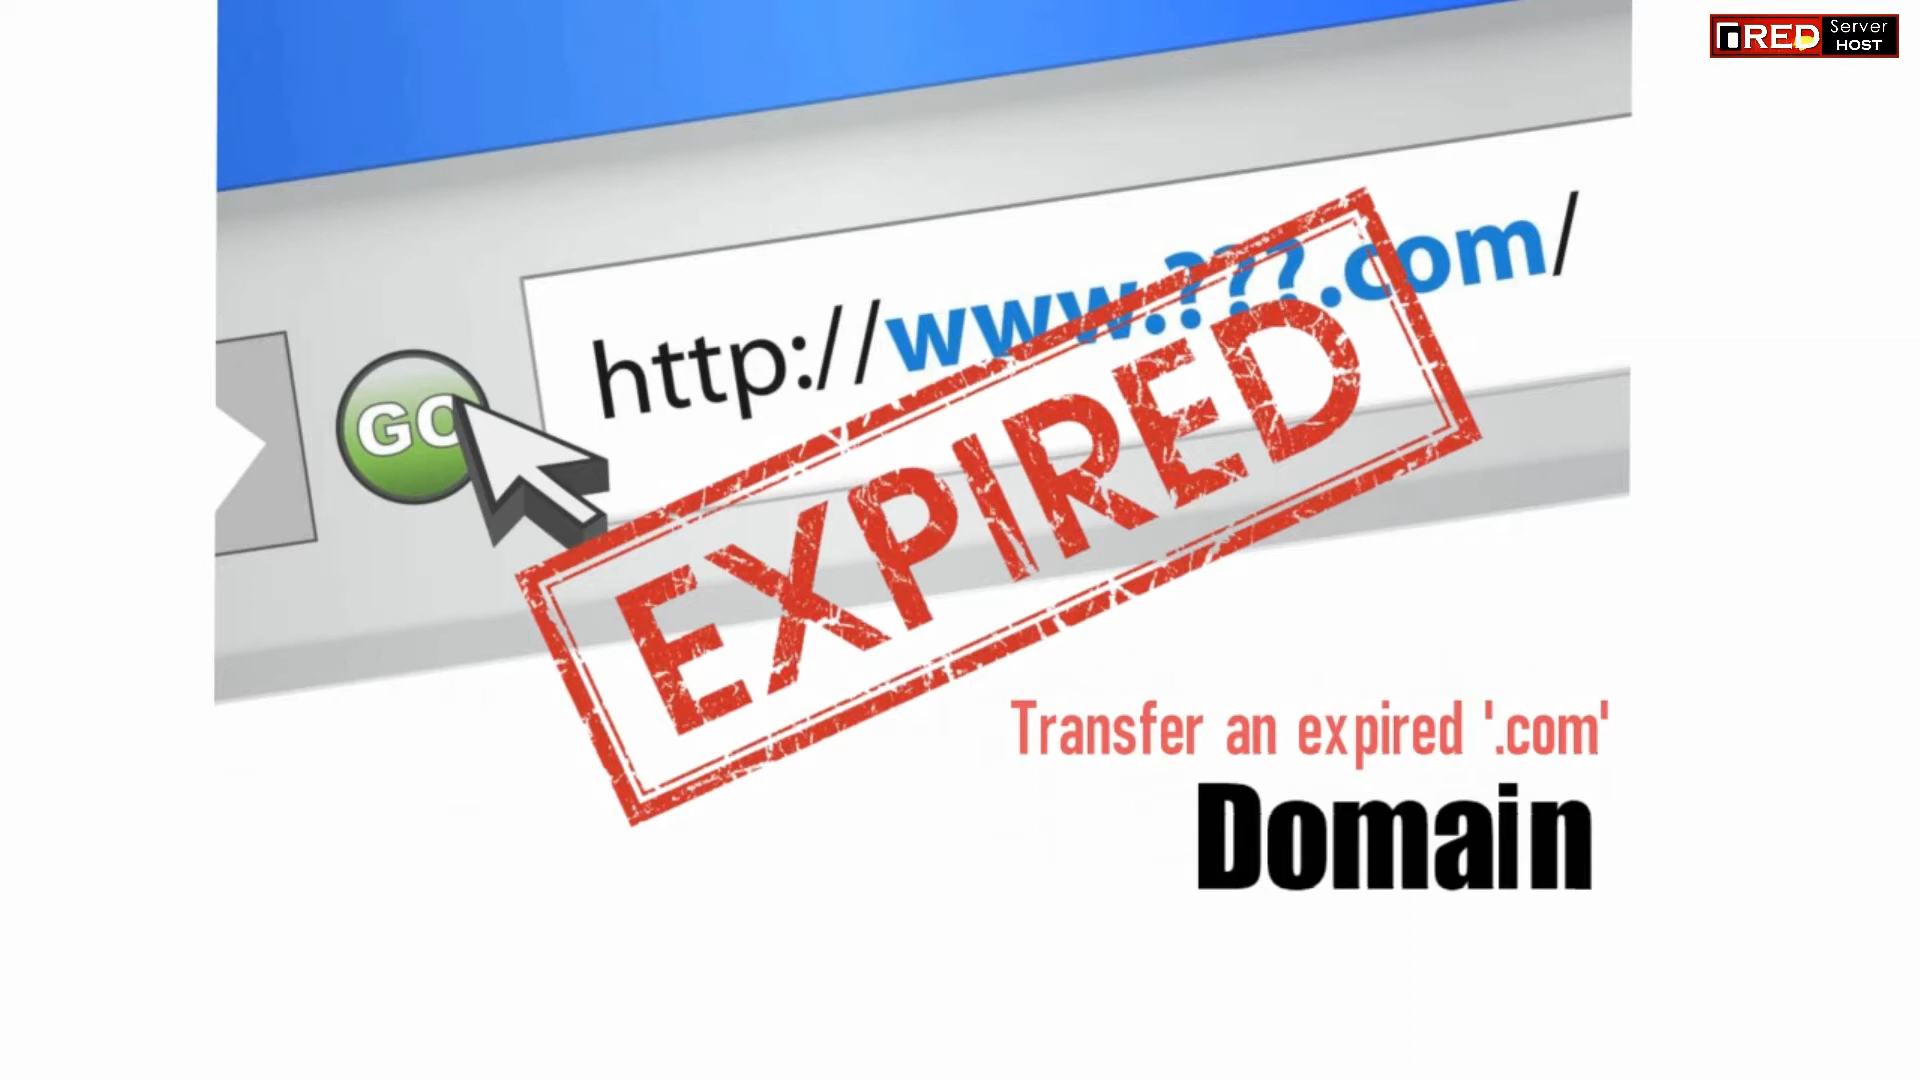 RED Server
HOST
http://www.???.com/
GO
EXPIRED
Transfer an expired '.com'
Domain